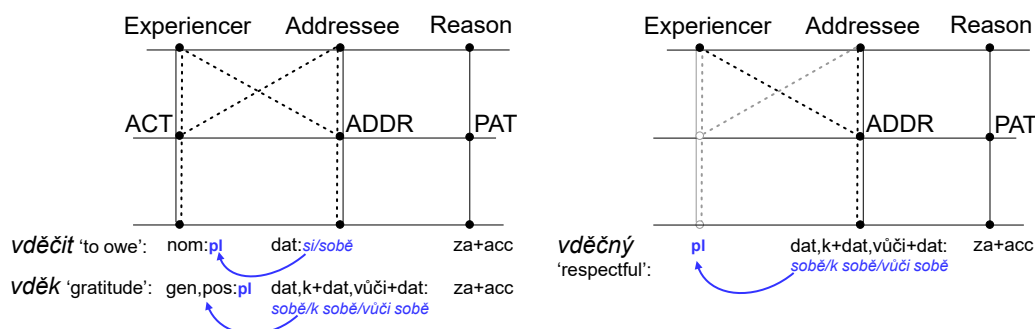 Experiencer Addressee Reason
ACT ADDR PAT
vděčit ‘to owe’: nom:pl dat:si/sobě za+acc
vděk ‘gratitude’: gen,pos:pl dat,k+dat,vůči+dat: za+acc
sobě/k sobě/vůči sobě
Experiencer Addressee Reason
ADDR PAT
vděčný pl dat,k+dat,vůči+dat: za+acc
‘respectful’: sobě/k sobě/vůči sobě